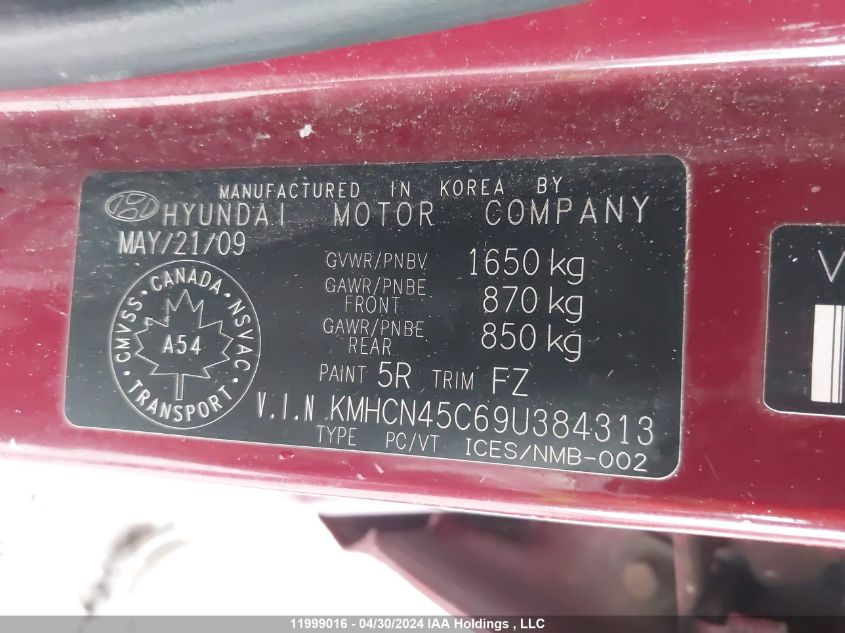 MANUFACTURED IN KOREA BY
HYUNDAI MOTOR COMPANY
MAY/21/09
GVWR/PNBV 1650 kg
GAWR/PNBE FRONT 870 kg
GAWR/PNBE REAR 850 kg
CMVSS · CANADA · NSVAC
A54
· TRANSPORT ·
PAINT 5R TRIM FZ
V.I.N KMHCN45C69U384313
TYPE PC/VT ICES/NMB-002
V
11999016 - 04/30/2024 IAA Holdings , LLC